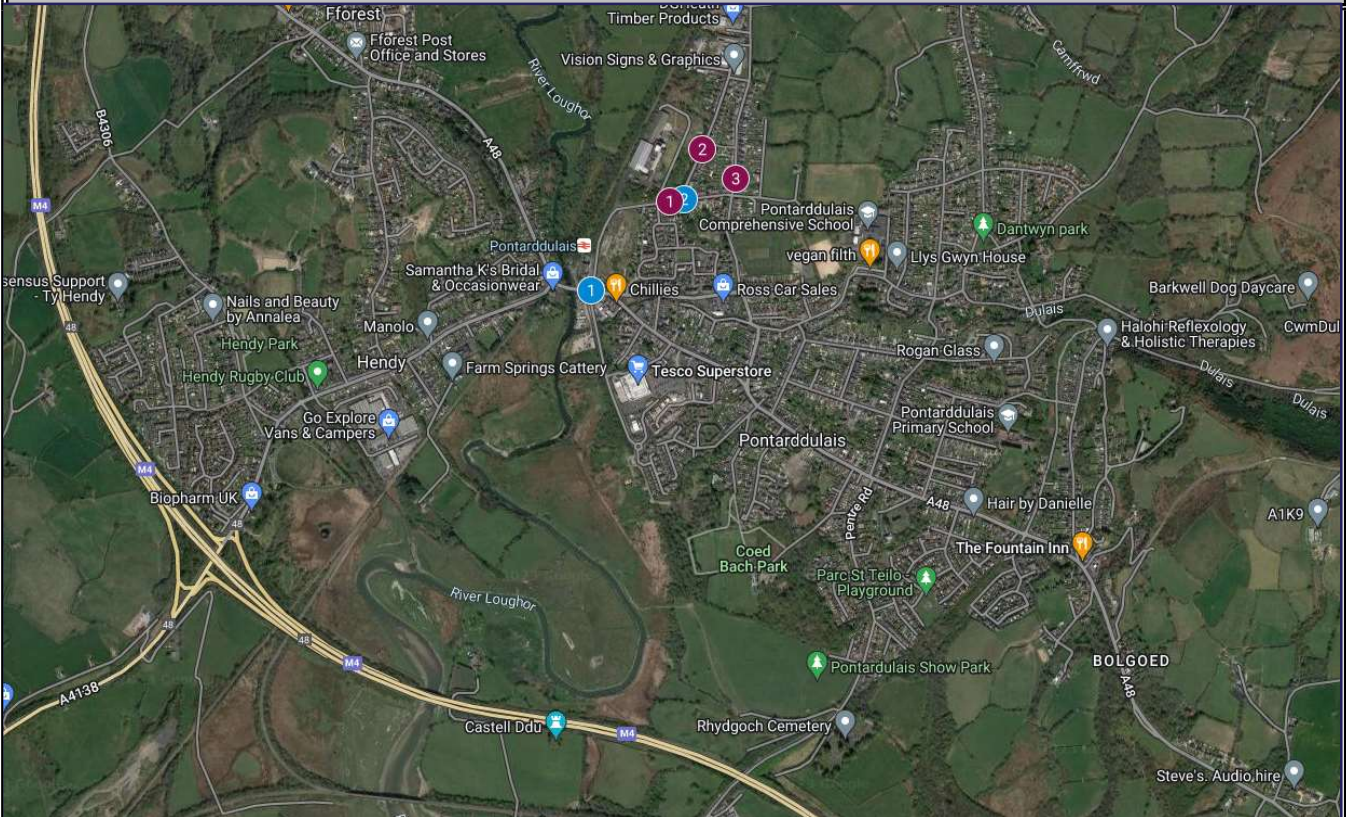 DGHeath
Timber Products
Fforest
Fforest Post
Office and Stores
Vision Signs & Graphics
Camffrwd
River Loughor
B4306
A48
2
3
1
2
M4
Pontarddulais
Comprehensive School
Dantwyn park
Pontarddulais
vegan filth
Llys Gwyn House
Samantha K's Bridal
& Occasionwear
1
Chillies
Ross Car Sales
sensus Support
- Ty Hendy
Barkwell Dog Daycare
Nails and Beauty
by Annalea
Dulais
48
Manolo
Halohi Reflexology
& Holistic Therapies
CwmDul
Hendy Park
Rogan Glass
Hendy
Farm Springs Cattery
Tesco Superstore
Hendy Rugby Club
Dulais
Dulais
Go Explore
Vans & Campers
Pontarddulais
Primary School
Pontarddulais
M4
Biopharm UK
Pentre Rd
A48
Hair by Danielle
48
A1K9
The Fountain Inn
Coed
Bach Park
Parc St Teilo
Playground
River Loughor
48
48
M4
Pontardulais Show Park
BOLGOED
A48
A4138
Castell Ddu
M4
Rhydgoch Cemetery
Steve's. Audio,hire